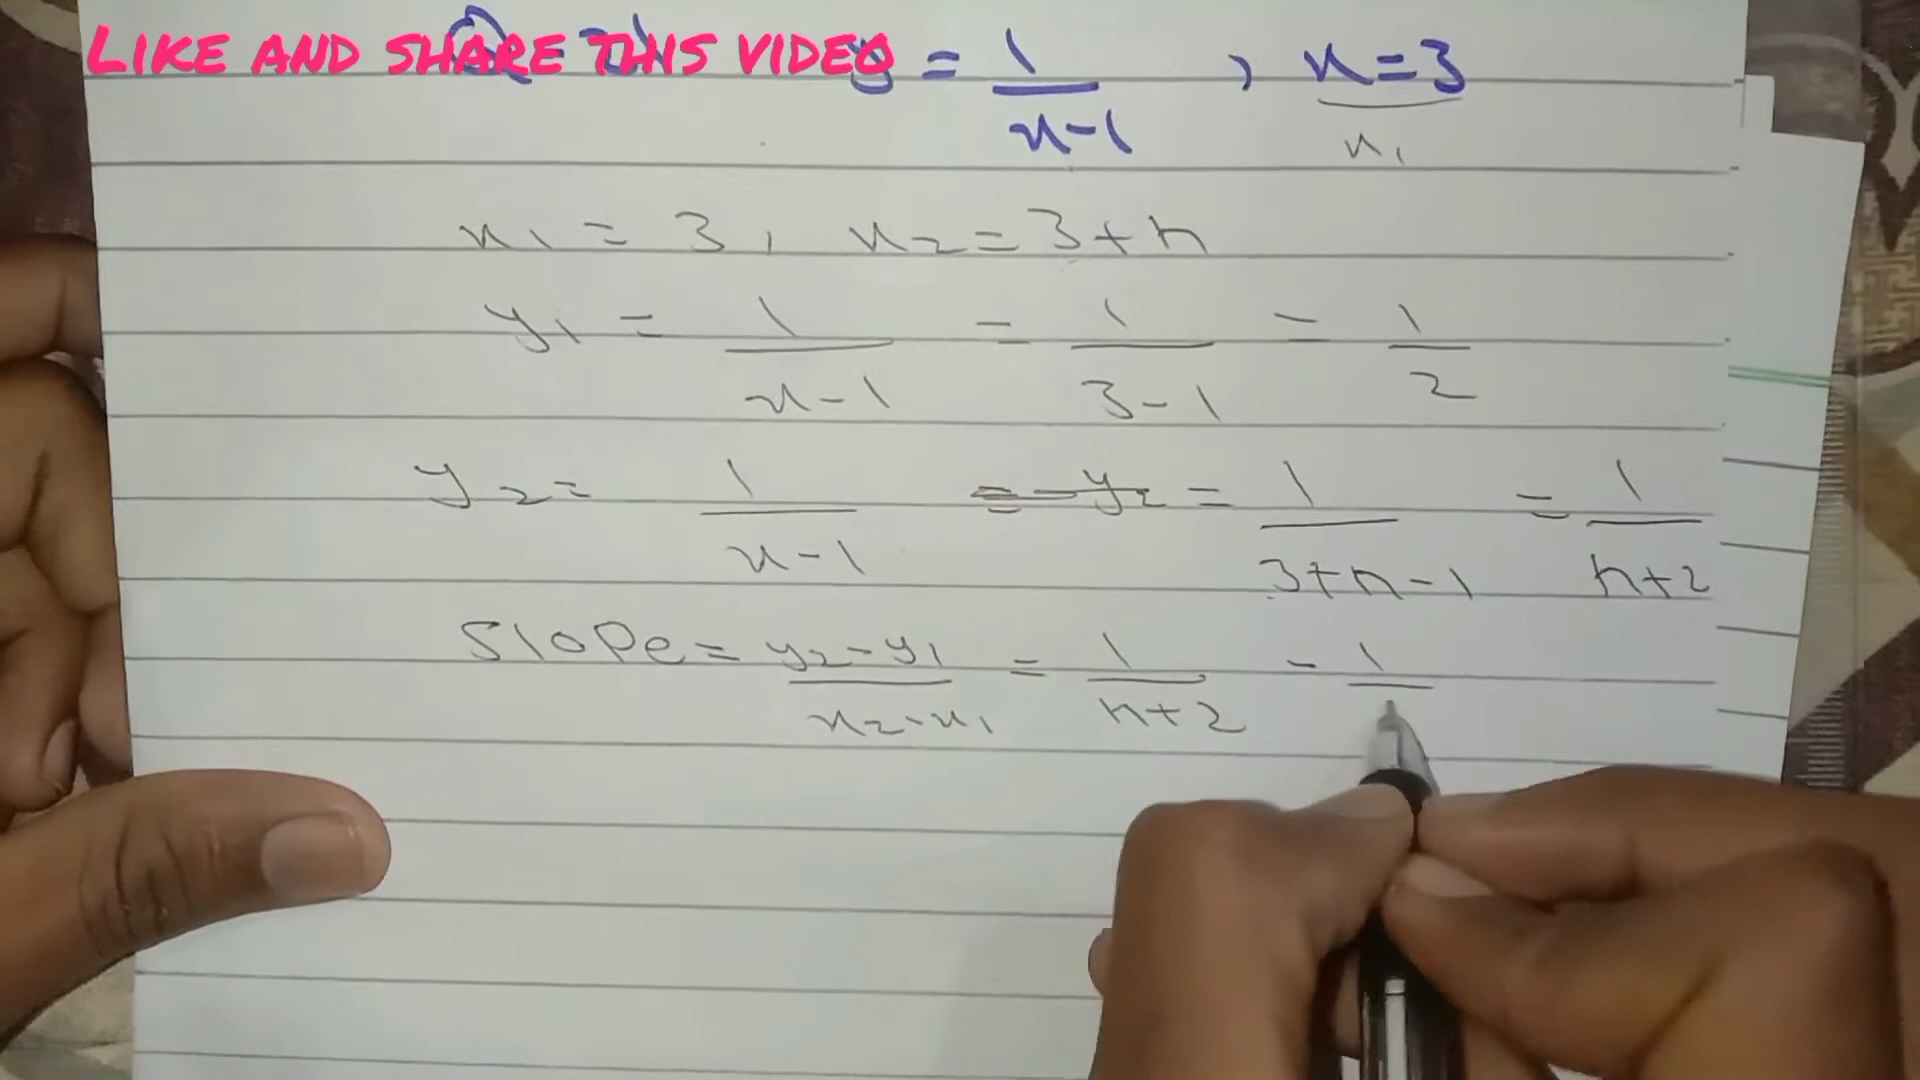 LIKE AND SHARE THIS VIDEO
y = 1/(x-1) , x=3
x1
x1 = 3, x2 = 3+h
y1 = 1/(x-1) = 1/(3-1) = 1/2
y2 = 1/(x-1) = y2 = 1/(3+h-1) = 1/(h+2)
Slope = (y2-y1)/(x2-x1) = 1/(h+2) - 1/